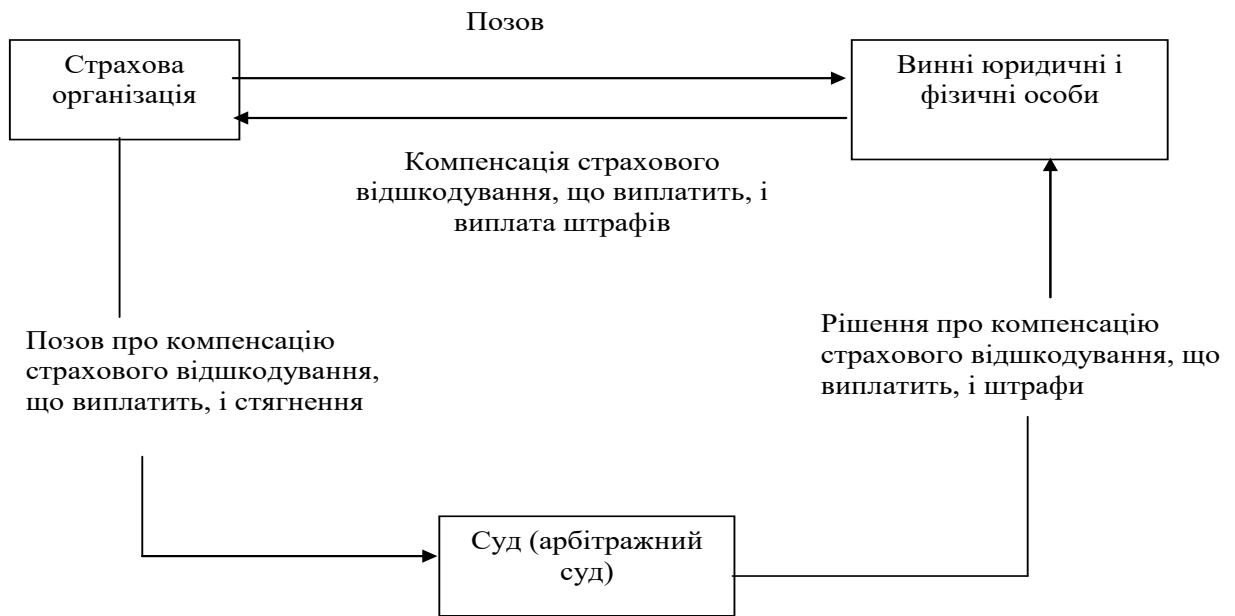 Позов
Страхова
організація
Винні юридичні і
фізичні особи
Компенсація страхового
відшкодування, що виплатить, і
виплата штрафів
Позов про компенсацію
страхового відшкодування,
що виплатить, і стягнення
Рішення про компенсацію
страхового відшкодування, що
виплатить, і штрафи
Суд (арбітражний
суд)